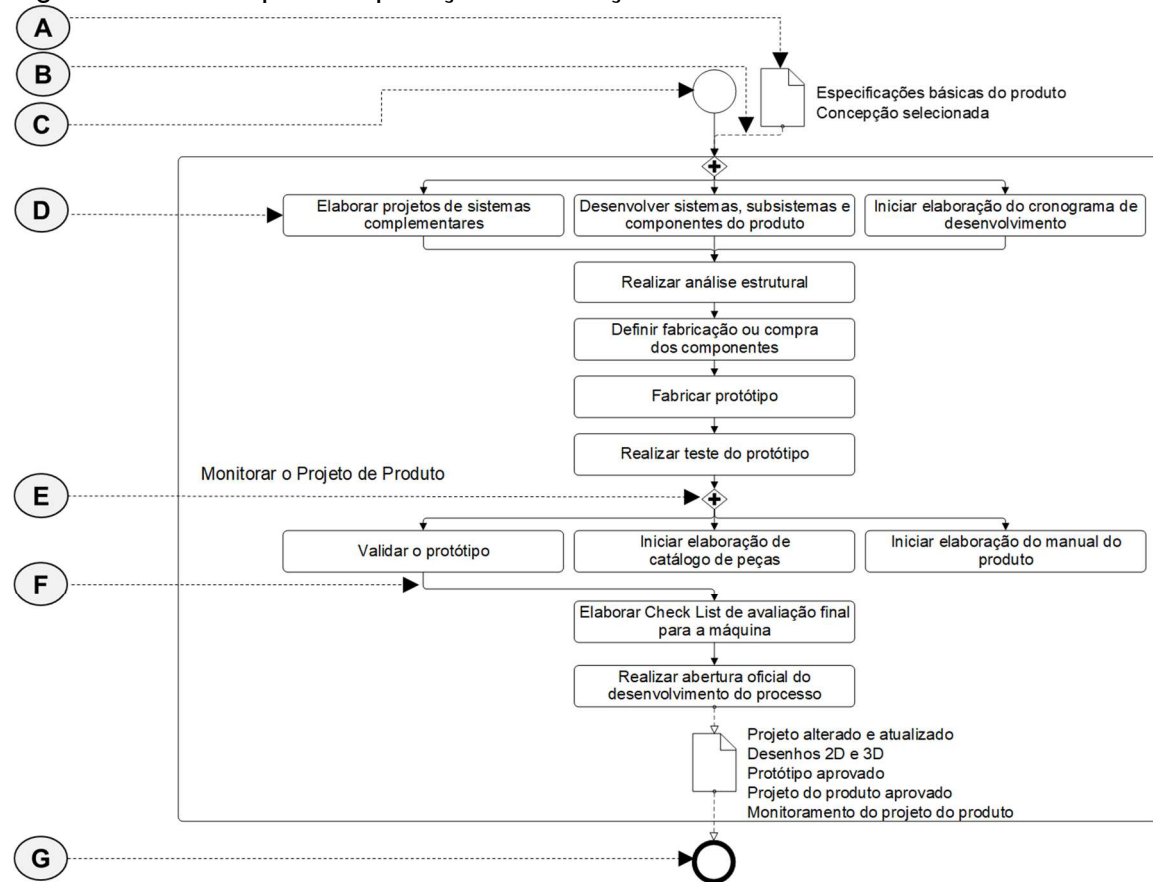 A
B
C
Especificações básicas do produto
Concepção selecionada
D
Elaborar projetos de sistemas
complementares
Desenvolver sistemas, subsistemas e
componentes do produto
Iniciar elaboração do cronograma de
desenvolvimento
Realizar análise estrutural
Definir fabricação ou compra
dos componentes
Fabricar protótipo
Realizar teste do protótipo
Monitorar o Projeto de Produto
E
Validar o protótipo
Iniciar elaboração de
catálogo de peças
Iniciar elaboração do manual do
produto
F
Elaborar Check List de avaliação final
para a máquina
Realizar abertura oficial do
desenvolvimento do processo
Projeto alterado e atualizado
Desenhos 2D e 3D
Protótipo aprovado
Projeto do produto aprovado
Monitoramento do projeto do produto
G